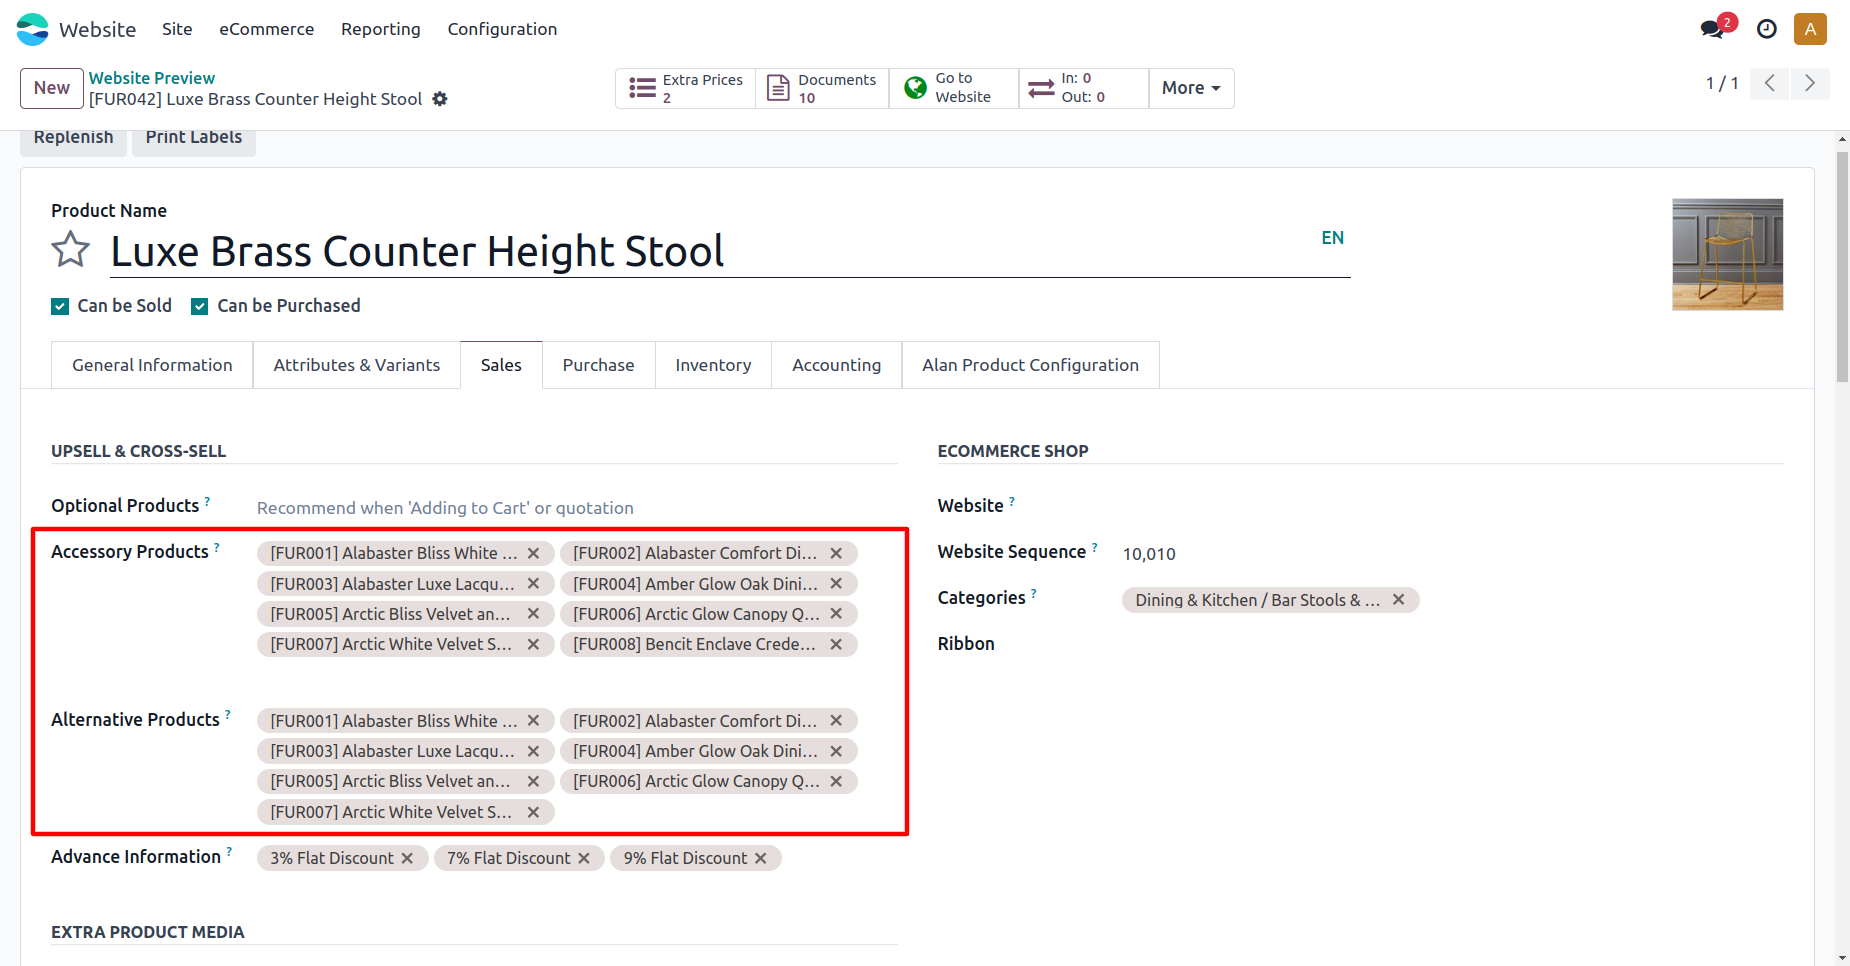 Website Site eCommerce Reporting Configuration 2 A
New Website Preview
[FUR042] Luxe Brass Counter Height Stool
Extra Prices
2
Documents
10
Go to
Website
In: 0
Out: 0
More
1 / 1
Replenish Print Labels
Product Name
Luxe Brass Counter Height Stool EN
Can be Sold Can be Purchased
General Information Attributes & Variants Sales Purchase Inventory Accounting Alan Product Configuration
UPSELL & CROSS-SELL
Optional Products ? Recommend when 'Adding to Cart' or quotation
Accessory Products ? [FUR001] Alabaster Bliss White ... [FUR002] Alabaster Comfort Di...
[FUR003] Alabaster Luxe Lacqu... [FUR004] Amber Glow Oak Dini...
[FUR005] Arctic Bliss Velvet an... [FUR006] Arctic Glow Canopy Q...
[FUR007] Arctic White Velvet S... [FUR008] Bencit Enclave Crede...
Alternative Products ? [FUR001] Alabaster Bliss White ... [FUR002] Alabaster Comfort Di...
[FUR003] Alabaster Luxe Lacqu... [FUR004] Amber Glow Oak Dini...
[FUR005] Arctic Bliss Velvet an... [FUR006] Arctic Glow Canopy Q...
[FUR007] Arctic White Velvet S...
Advance Information ? 3% Flat Discount 7% Flat Discount 9% Flat Discount
ECOMMERCE SHOP
Website ?
Website Sequence ? 10,010
Categories ? Dining & Kitchen / Bar Stools & ...
Ribbon
EXTRA PRODUCT MEDIA